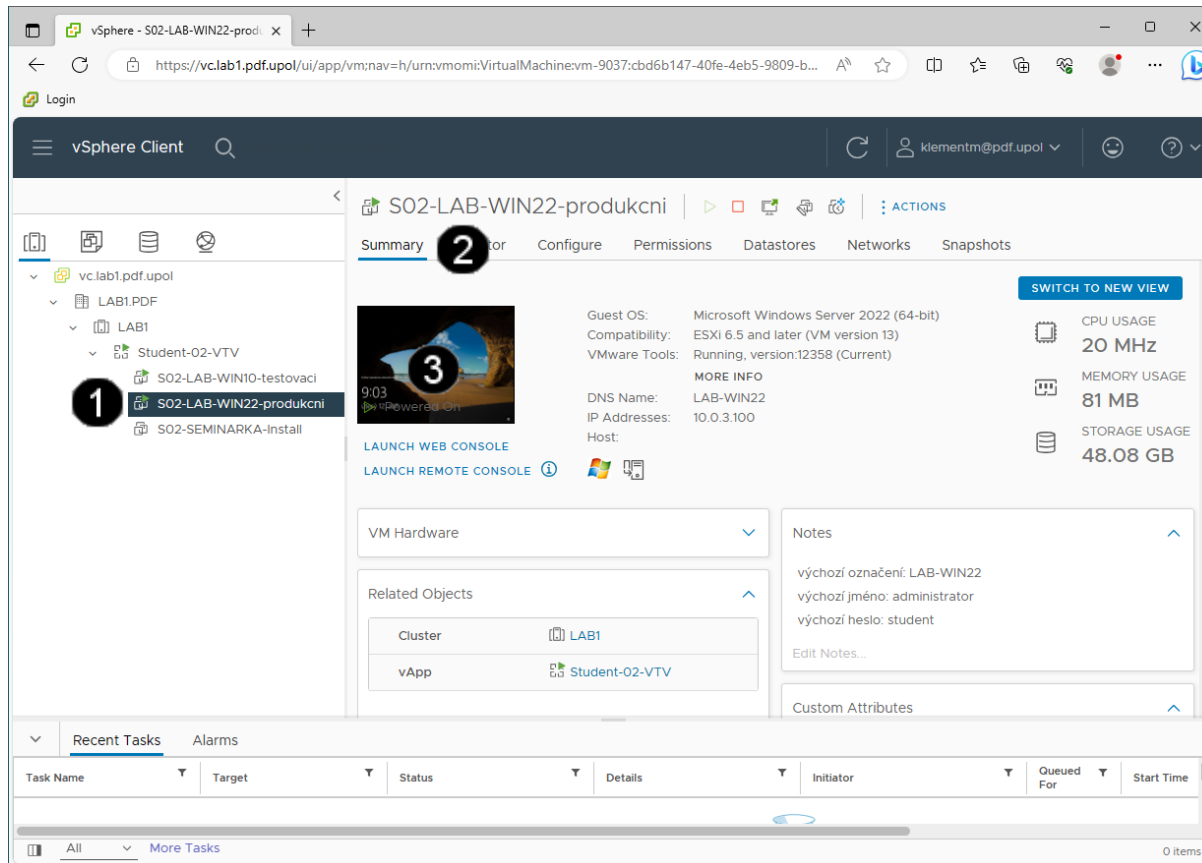 vSphere - S02-LAB-WIN22-produ
https://vc.lab1.pdf.upol/ui/app/vm;nav=h/urn:vmomi:VirtualMachine:vm-9037:cbd6b147-40fe-4eb5-9809-b...
Login
vSphere Client
klementm@pdf.upol
S02-LAB-WIN22-produkcni
ACTIONS
Summary
2
Configure
Permissions
Datastores
Networks
Snapshots
vc.lab1.pdf.upol
LAB1.PDF
LAB1
Student-02-VTV
S02-LAB-WIN10-testovaci
1
S02-LAB-WIN22-produkcni
S02-SEMINARKA-Install
SWITCH TO NEW VIEW
3
9:03
Powered On
LAUNCH WEB CONSOLE
LAUNCH REMOTE CONSOLE
Guest OS: Microsoft Windows Server 2022 (64-bit)
Compatibility: ESXi 6.5 and later (VM version 13)
VMware Tools: Running, version:12358 (Current)
MORE INFO
DNS Name: LAB-WIN22
IP Addresses: 10.0.3.100
Host:
CPU USAGE
20 MHz
MEMORY USAGE
81 MB
STORAGE USAGE
48.08 GB
VM Hardware
Related Objects
Cluster LAB1
vApp Student-02-VTV
Notes
výchozí označení: LAB-WIN22
výchozí jméno: administrator
výchozí heslo: student
Edit Notes...
Custom Attributes
Recent Tasks
Alarms
Task Name
Target
Status
Details
Initiator
Queued For
Start Time
All
More Tasks
0 items